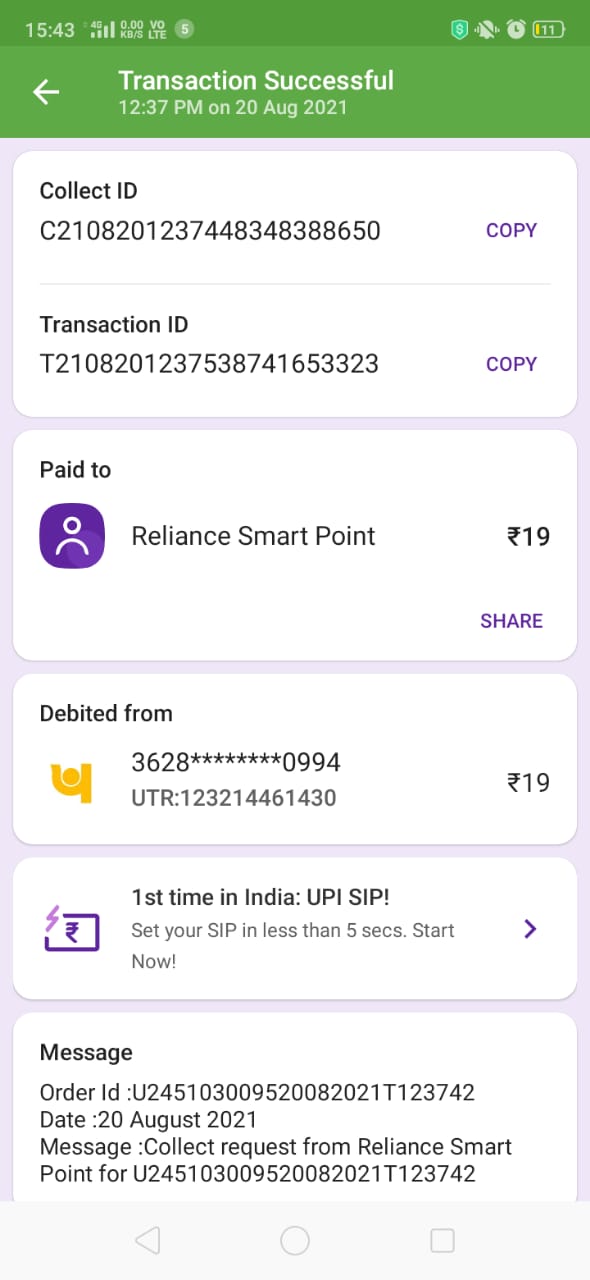 15:43 4G 0.00 KB/S VO LTE 5 11
Transaction Successful
12:37 PM on 20 Aug 2021
Collect ID
C2108201237448348388650 COPY
Transaction ID
T2108201237538741653323 COPY
Paid to
Reliance Smart Point ₹19
SHARE
Debited from
3628********0994
UTR:123214461430 ₹19
1st time in India: UPI SIP!
Set your SIP in less than 5 secs. Start
Now!
Message
Order Id :U245103009520082021T123742
Date :20 August 2021
Message :Collect request from Reliance Smart
Point for U245103009520082021T123742